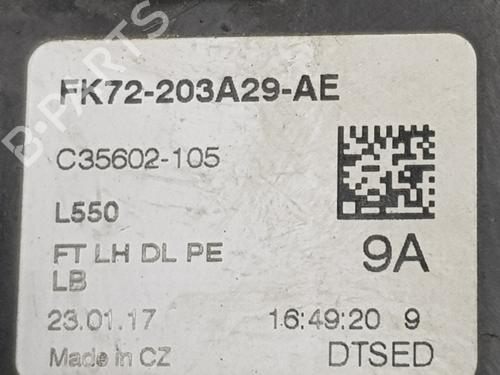 FK72-203A29-AE
C35602-105
L550
FT LH DL PE
9A
LB
23.01.17 16:49:20 9
Made in CZ DTSED
B-PARTS